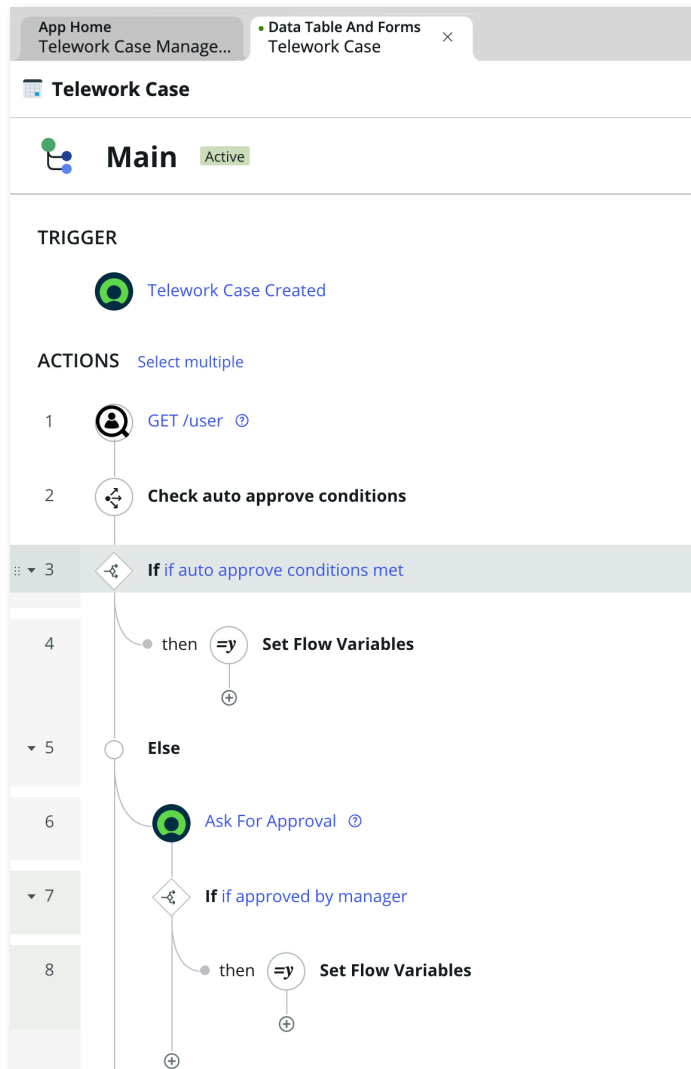 App Home
Telework Case Manage...
Data Table And Forms
Telework Case
Telework Case
Main
Active
TRIGGER
Telework Case Created
ACTIONS
Select multiple
1
GET /user
2
Check auto approve conditions
3
If if auto approve conditions met
4
then
=y
Set Flow Variables
5
Else
6
Ask For Approval
7
If if approved by manager
8
then
=y
Set Flow Variables